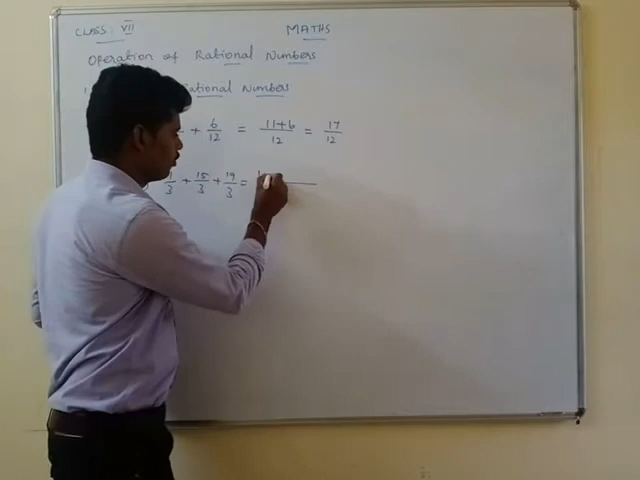 CLASS : VII
MATHS
Operation of Rational Numbers
Rational Numbers
+ 6/12 = 11+6/12 = 17/12
/3 + 15/3 + 19/3 =